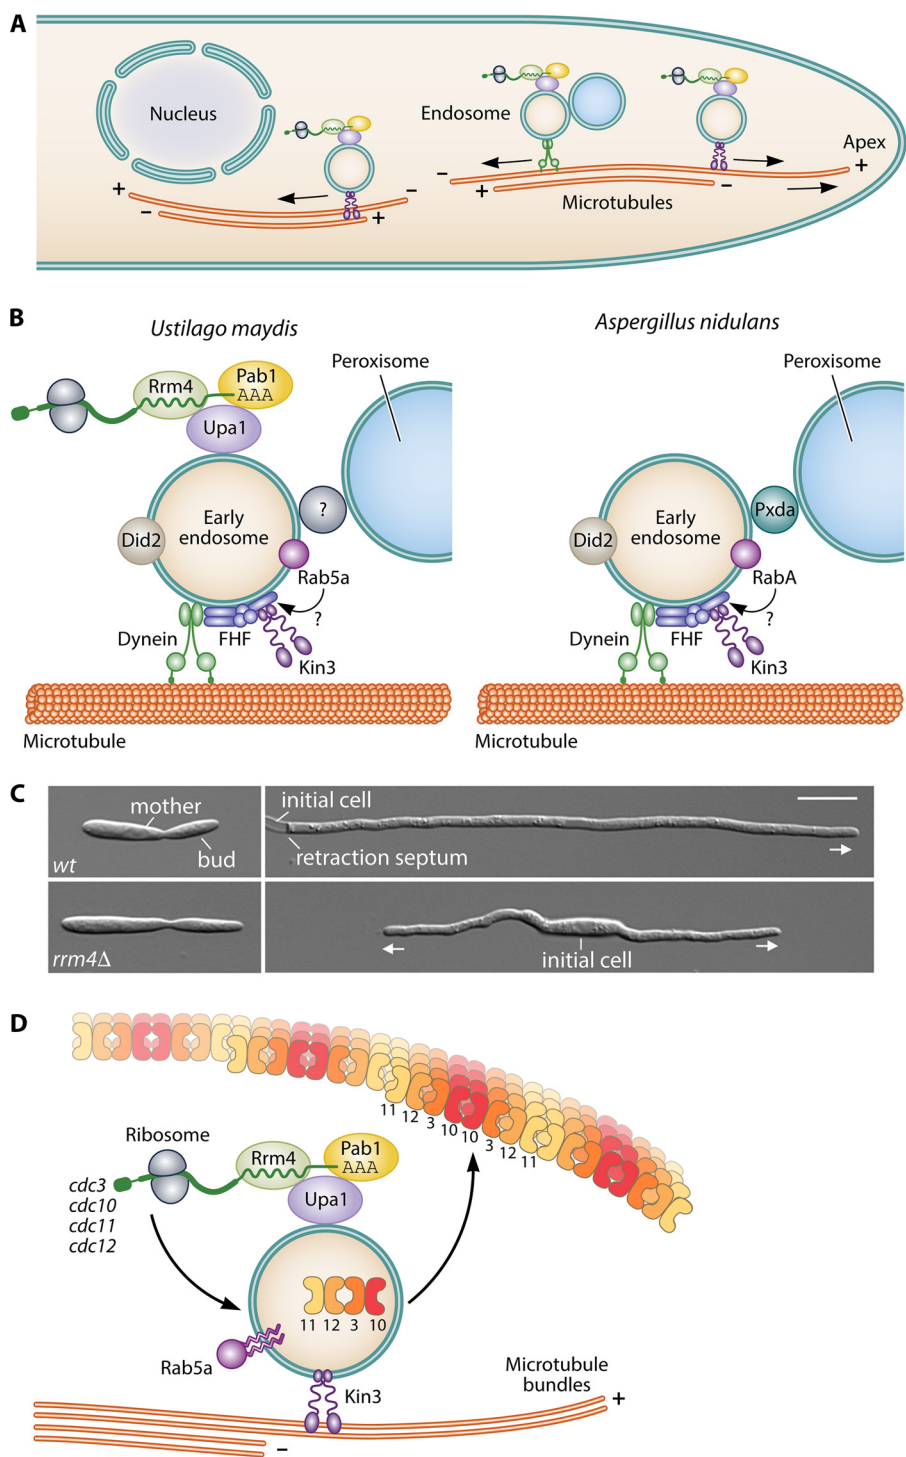 A
Nucleus
Endosome
Apex
+
-
-
+
-
+
-
+
Microtubules
B
Ustilago maydis
Aspergillus nidulans
Peroxisome
Rrm4
Pab1
AAA
Upa1
?
Early
endosome
Did2
Rab5a
?
Dynein
FHF
Kin3
Microtubule
Peroxisome
Early
endosome
Pxda
Did2
RabA
?
Dynein
FHF
Kin3
Microtubule
C
mother
bud
wt
initial cell
retraction septum
rrm4Δ
initial cell
D
11
12
3
10
10
3
12
11
Ribosome
Rrm4
Pab1
AAA
Upa1
cdc3
cdc10
cdc11
cdc12
11 12 3 10
Rab5a
Kin3
Microtubule
bundles
+
-